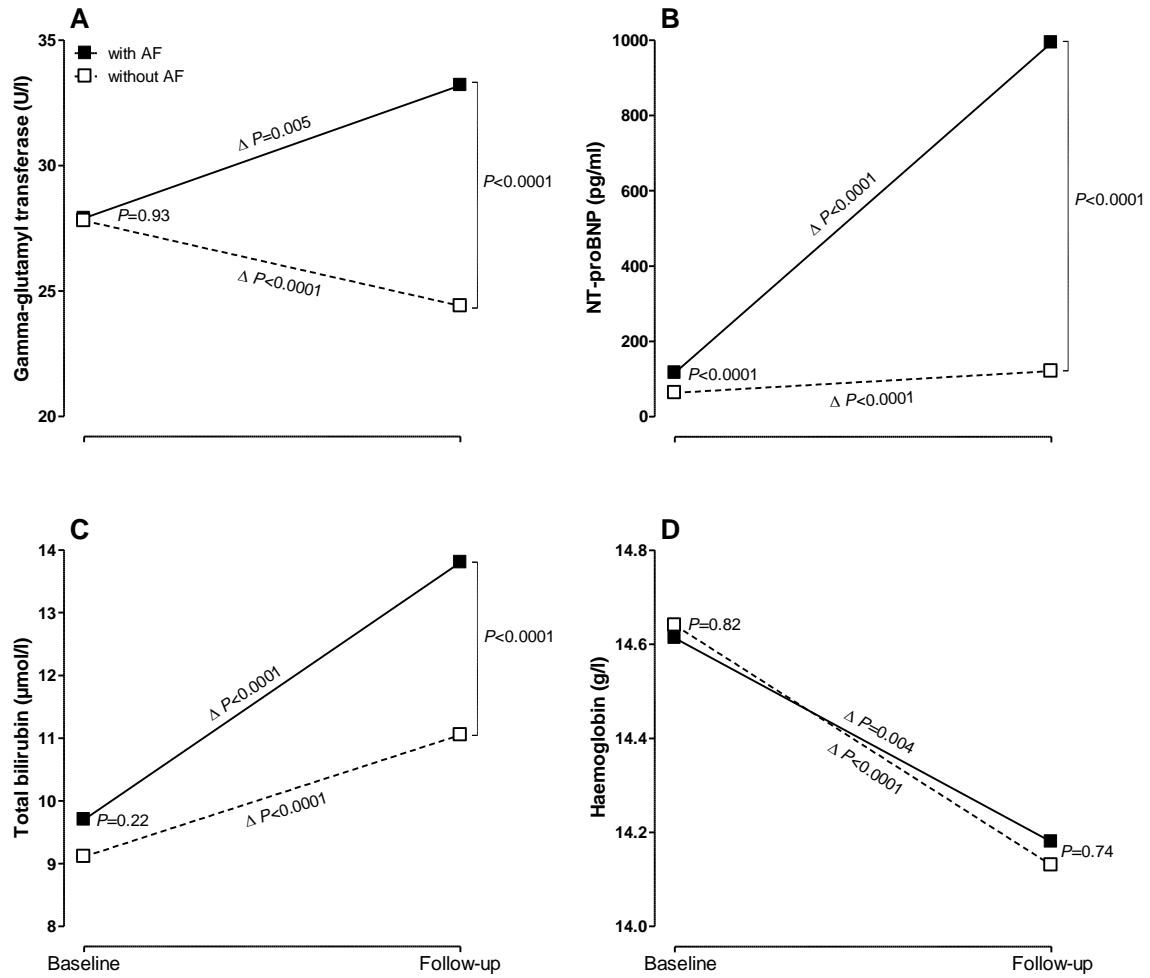 A
35
30
25
20
Gamma-glutamyl transferase (U/l)
with AF
without AF
Δ P=0.005
P=0.93
Δ P<0.0001
P<0.0001
B
1000
800
600
400
200
0
NT-proBNP (pg/ml)
Δ P<0.0001
P<0.0001
Δ P<0.0001
P<0.0001
C
14
13
12
11
10
9
8
Total bilirubin (µmol/l)
Δ P<0.0001
P=0.22
Δ P<0.0001
P<0.0001
Baseline
Follow-up
D
14.8
14.6
14.4
14.2
14.0
Haemoglobin (g/l)
P=0.82
Δ P=0.004
Δ P<0.0001
P=0.74
Baseline
Follow-up